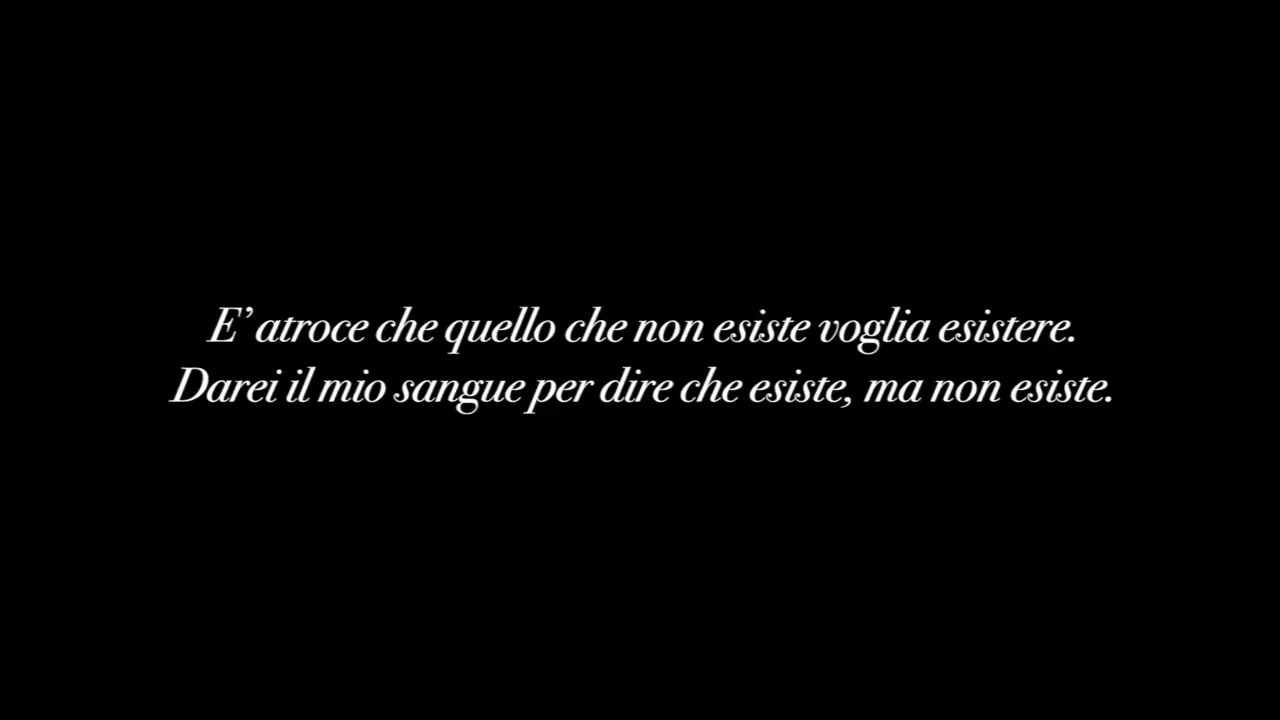 E’ atroce che quello che non esiste voglia esistere.
Darei il mio sangue per dire che esiste, ma non esiste.